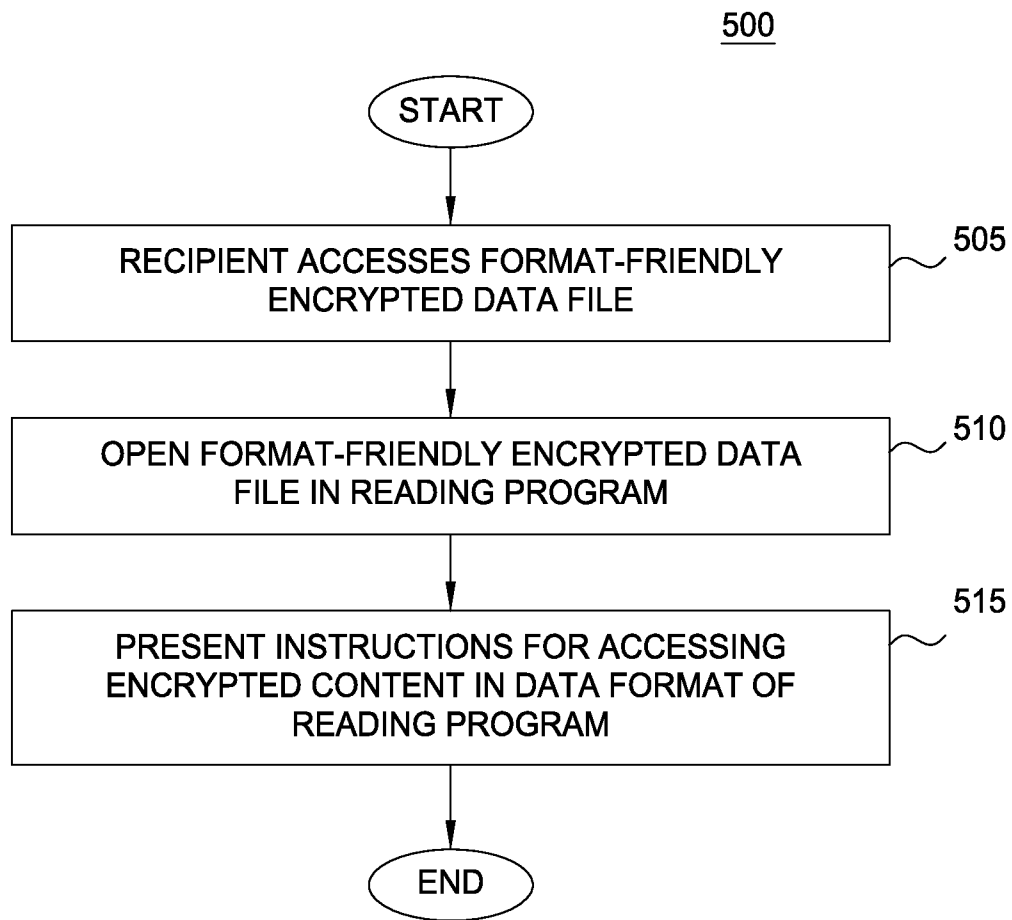 500
START
RECIPIENT ACCESSES FORMAT-FRIENDLY
ENCRYPTED DATA FILE
505
OPEN FORMAT-FRIENDLY ENCRYPTED DATA
FILE IN READING PROGRAM
510
PRESENT INSTRUCTIONS FOR ACCESSING
ENCRYPTED CONTENT IN DATA FORMAT OF
READING PROGRAM
515
END